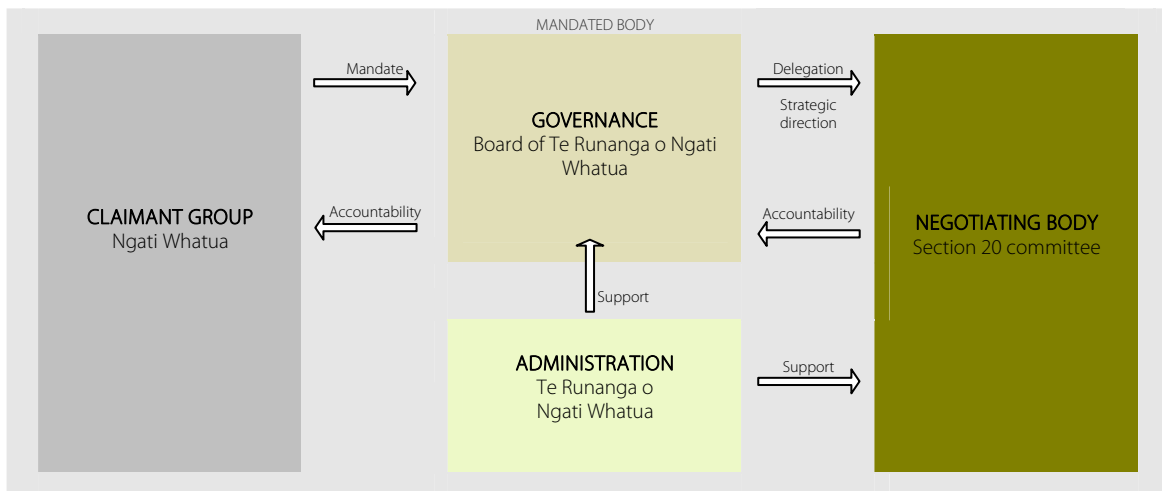 MANDATED BODY
Mandate
GOVERNANCE
Board of Te Runanga o Ngati
Whatua
Delegation
Strategic
direction
CLAIMANT GROUP
Ngati Whatua
Accountability
Accountability
NEGOTIATING BODY
Section 20 committee
Support
ADMINISTRATION
Te Runanga o
Ngati Whatua
Support